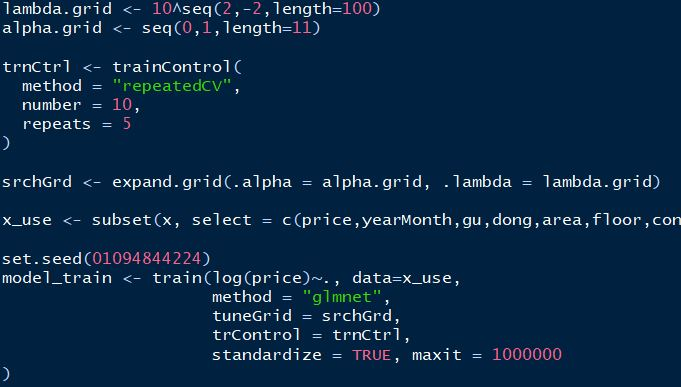 lambda.grid <- 10^seq(2,-2,length=100)
alpha.grid <- seq(0,1,length=11)
trnCtrl <- trainControl(
method = "repeatedCV",
number = 10,
repeats = 5
)
srchGrd <- expand.grid(.alpha = alpha.grid, .lambda = lambda.grid)
x_use <- subset(x, select = c(price,yearMonth,gu,dong,area,floor,con
set.seed(01094844224)
model_train <- train(log(price)~., data=x_use,
method = "glmnet",
tuneGrid = srchGrd,
trControl = trnCtrl,
standardize = TRUE, maxit = 1000000
)